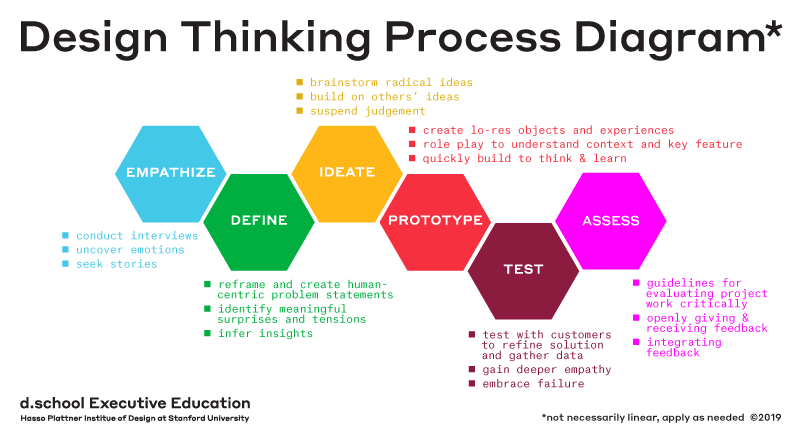 Design Thinking Process Diagram*
brainstorm radical ideas
build on others' ideas
suspend judgement
create lo-res objects and experiences
role play to understand context and key feature
quickly build to think & learn
EMPATHIZE
IDEATE
DEFINE
PROTOTYPE
ASSESS
TEST
conduct interviews
uncover emotions
seek stories
reframe and create human-
centric problem statements
identify meaningful
surprises and tensions
infer insights
test with customers
to refine solution
and gather data
gain deeper empathy
embrace failure
guidelines for
evaluating project
work critically
openly giving &
receiving feedback
integrating
feedback
d.school Executive Education
Hasso Plattner Institue of Design at Stanford University
*not necessarily linear, apply as needed ©2019